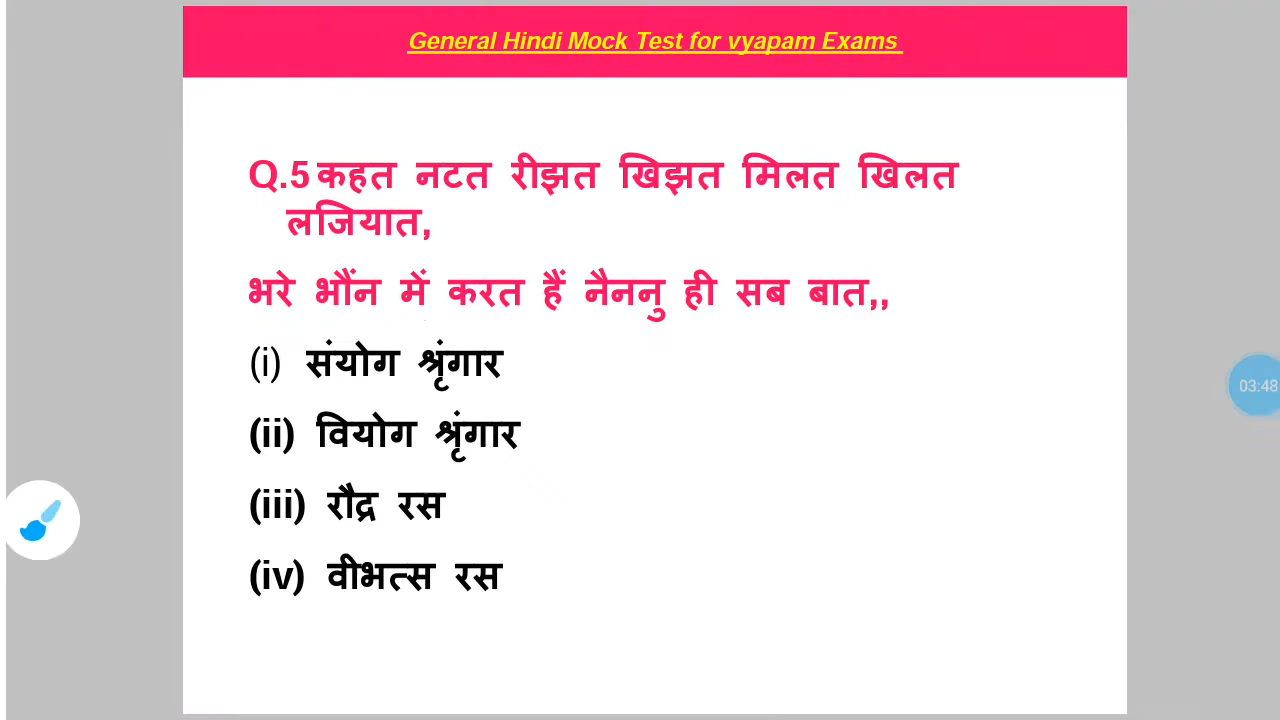 General Hindi Mock Test for vyapam Exams
Q.5 कहत नटत रीझत खिझत मिलत खिलत
लजियात,
भरे भौंन में करत हैं नैननु ही सब बात,,
(i) संयोग श्रृंगार
(ii) वियोग श्रृंगार
(iii) रौद्र रस
(iv) वीभत्स रस
03:48